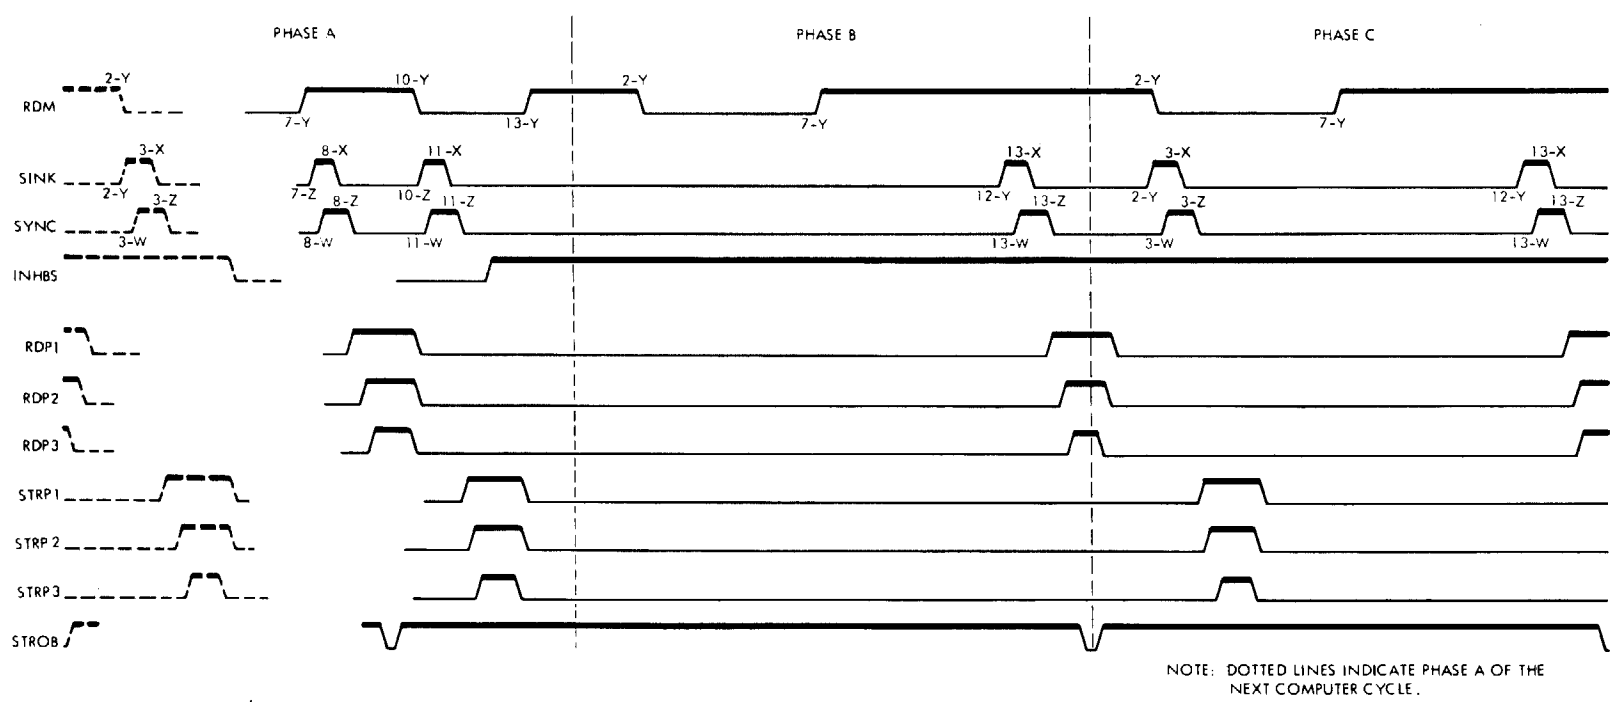 PHASE A PHASE B PHASE C
2-Y 10-Y 2-Y 2-Y
RDM
7-Y 13-Y 7-Y 7-Y
3-X 8-X 11-X 13-X 3-X 13-X
SINK
2-Y 7-Z 10-Z 12-Y 2-Y 12-Y
3-Z 8-Z 11-Z 13-Z 3-Z 13-Z
SYNC
3-W 8-W 11-W 13-W 3-W 13-W
INHBS
RDP1
RDP2
RDP3
STRP1
STRP2
STRP3
STROB
NOTE: DOTTED LINES INDICATE PHASE A OF THE
NEXT COMPUTER CYCLE.